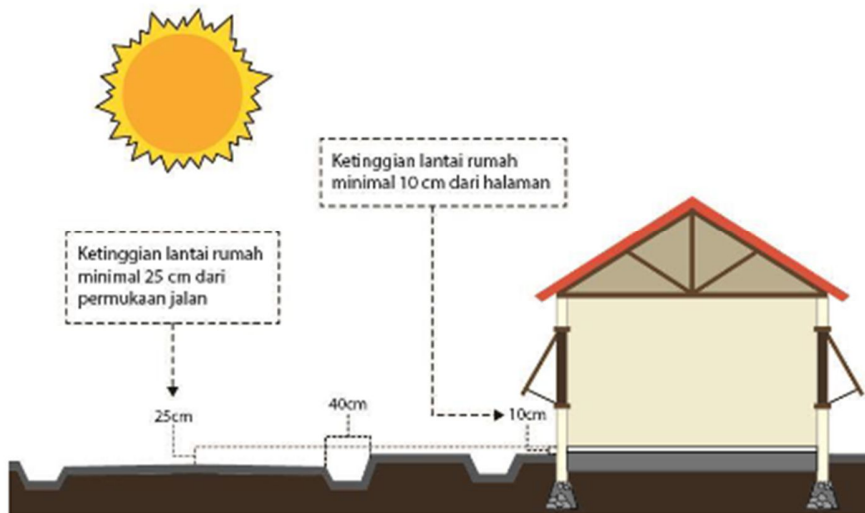 Ketinggian lantai rumah
minimal 10 cm dari halaman
Ketinggian lantai rumah
minimal 25 cm dari
permukaan jalan
25cm
40cm
10cm